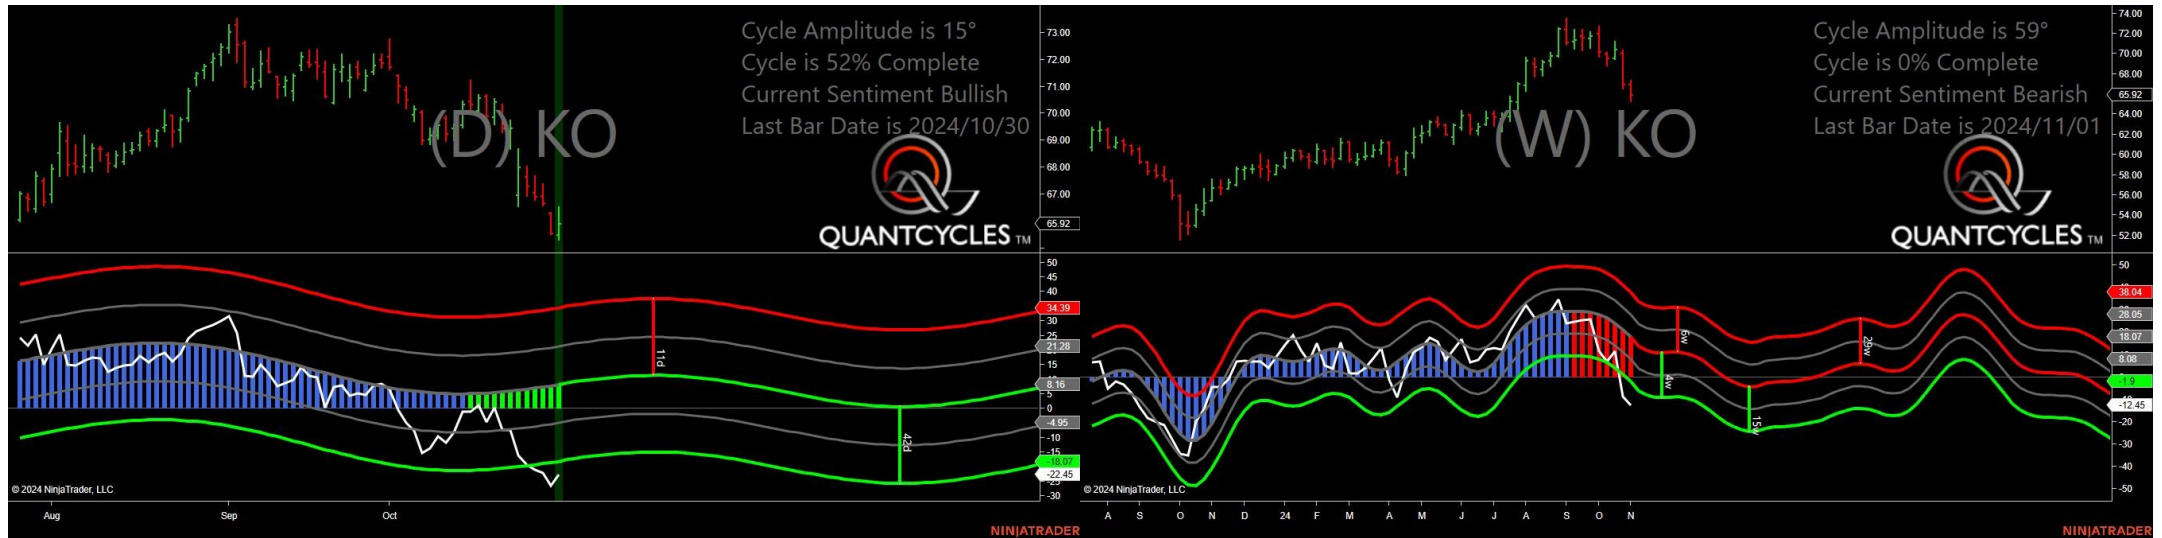 Cycle Amplitude is 15°
Cycle is 52% Complete
Current Sentiment Bullish
Last Bar Date is 2024/10/30
(D) KO
QUANTCYCLES TM
73.00
72.00
71.00
70.00
69.00
68.00
67.00
65.92
50
45
40
34.39
30
25
21.28
15
8.16
5
0
-4.95
-10
-15
-18.07
-22.45
-25
-30
11d
42d
© 2024 NinjaTrader, LLC
Aug Sep Oct
NINJATRADER
Cycle Amplitude is 59°
Cycle is 0% Complete
Current Sentiment Bearish
Last Bar Date is 2024/11/01
(W) KO
QUANTCYCLES TM
74.00
72.00
70.00
68.00
65.92
64.00
62.00
60.00
58.00
56.00
54.00
52.00
50
38.04
28.05
18.07
8.08
-1.9
-12.45
-20
-30
-40
-50
6w
4w
15w
29w
© 2024 NinjaTrader, LLC
A S O N D 24 F M A M J J A S O N
NINJATRADER